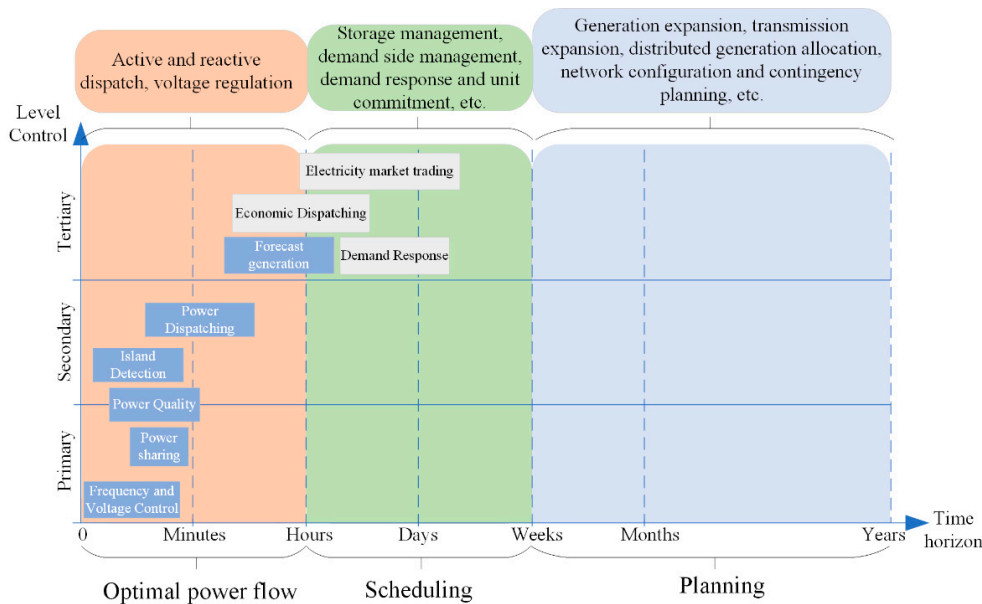 Active and reactive
dispatch, voltage regulation
Storage management,
demand side management,
demand response and unit
commitment, etc.
Generation expansion, transmission
expansion, distributed generation allocation,
network configuration and contingency
planning, etc.
Level
Control
Tertiary
Secondary
Primary
Electricity market trading
Economic Dispatching
Forecast
generation
Demand Response
Power
Dispatching
Island
Detection
Power Quality
Power
sharing
Frequency and
Voltage Control
0
Minutes
Hours
Days
Weeks
Months
Years
Time
horizon
Optimal power flow
Scheduling
Planning